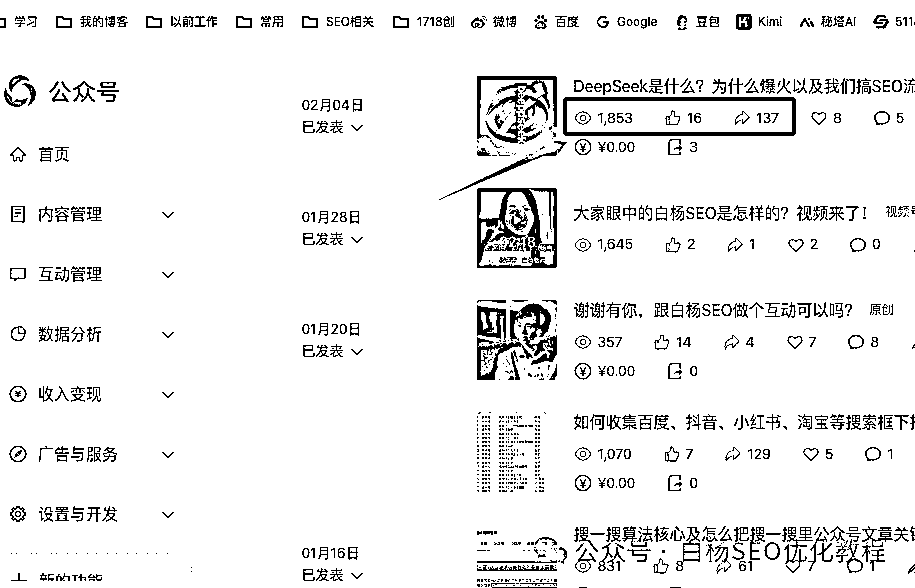 学习 我的博客 以前工作 常用 SEO相关 1718创 微博 百度 Google 豆包 Kimi 秘塔AI 511
公众号
首页
内容管理
互动管理
数据分析
收入变现
广告与服务
设置与开发
新的功能
02月04日
已发表
DeepSeek是什么？为什么爆火以及我们搞SEO流
1,853 16 137 8 5
¥0.00 3
01月28日
已发表
大家眼中的白杨SEO是怎样的？视频来了！ 视频号
1,645 2 1 2 0
01月20日
已发表
谢谢有你，跟白杨SEO做个互动可以吗？ 原创
357 14 4 7 8
¥0.00 0
如何收集百度、抖音、小红书、淘宝等搜索框下拉
1,070 7 129 5 1
¥0.00 0
01月16日
已发表
搜一搜算法核心及怎么把搜一搜里公众号文章关键
831 8 61 7 1
公众号：白杨SEO优化教程